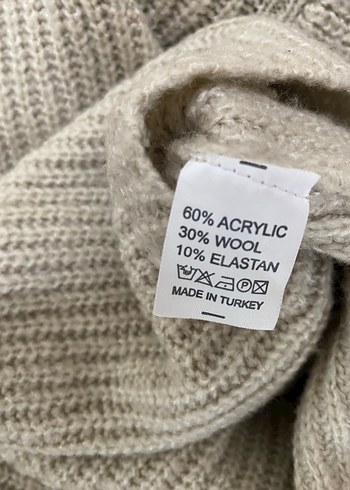 60% ACRYLIC
30% WOOL
10% ELASTAN
P
MADE IN TURKEY